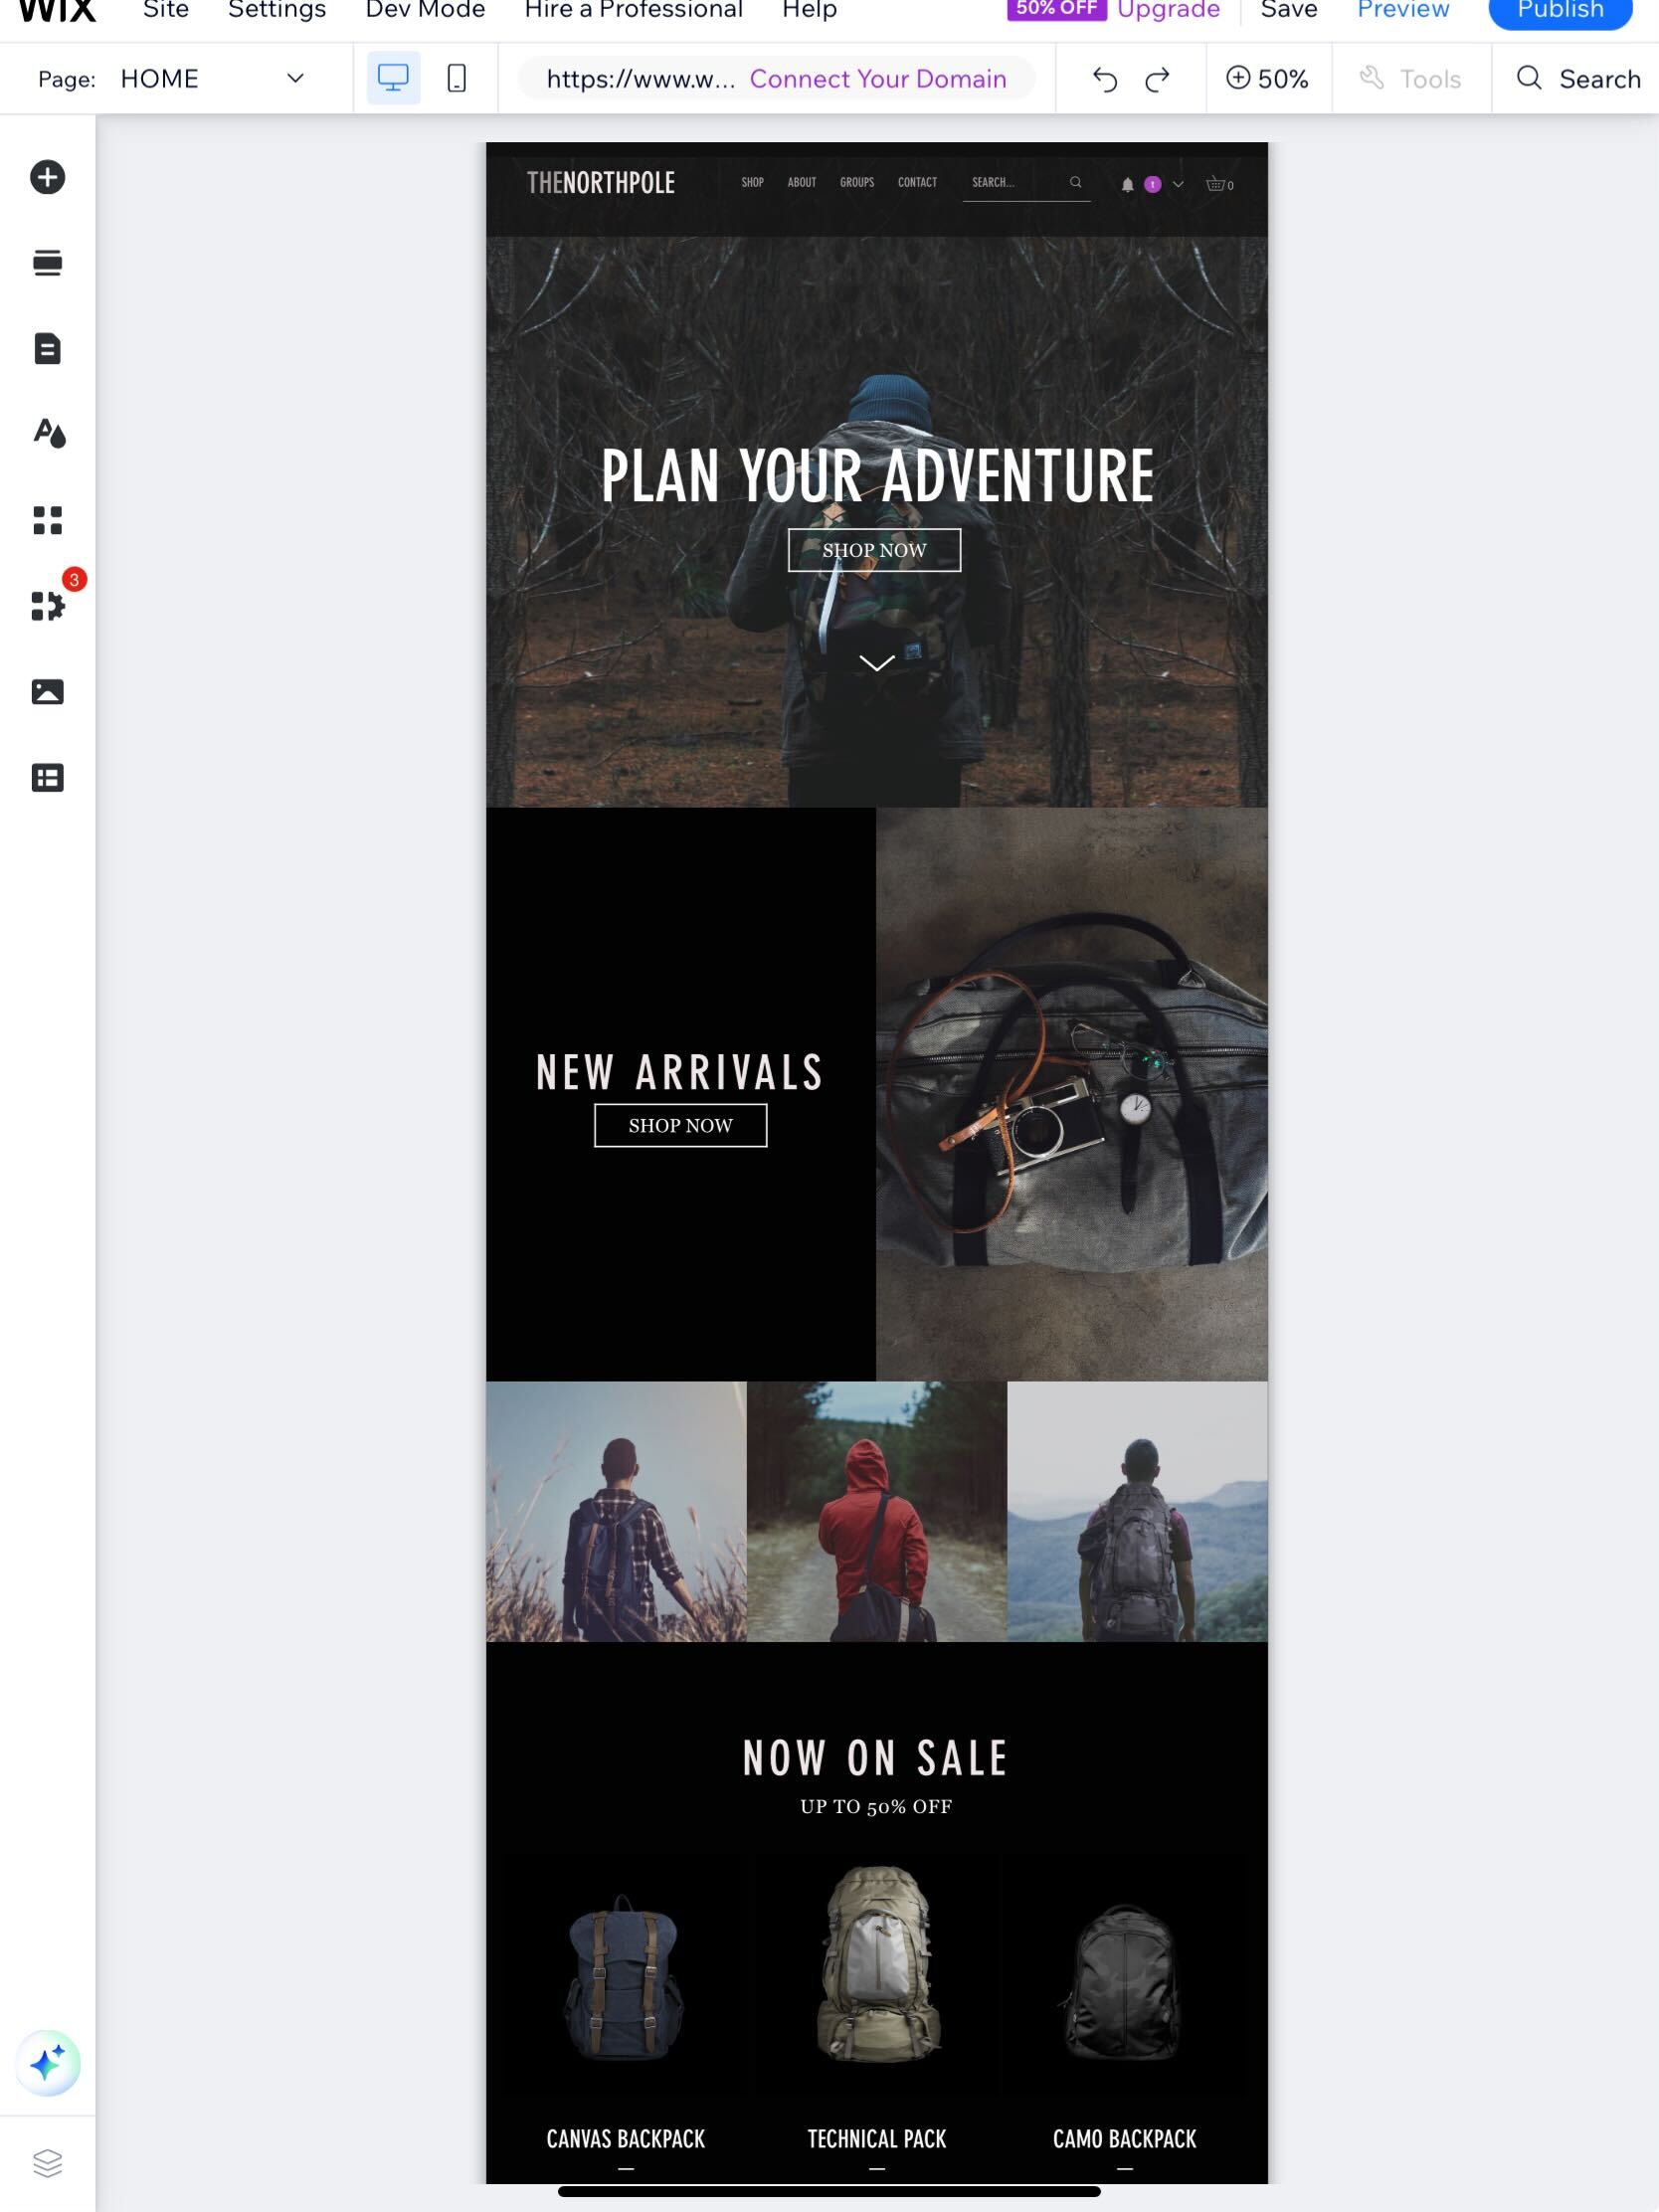 WIX Site Settings Dev Mode Hire a Professional Help 50% OFF Upgrade Save Preview Publish
Page: HOME https://www.w... Connect Your Domain 50% Tools Search
3
THENORTHPOLE SHOP ABOUT GROUPS CONTACT SEARCH... 1 0
PLAN YOUR ADVENTURE
SHOP NOW
NEW ARRIVALS
SHOP NOW
NOW ON SALE
UP TO 50% OFF
CANVAS BACKPACK TECHNICAL PACK CAMO BACKPACK